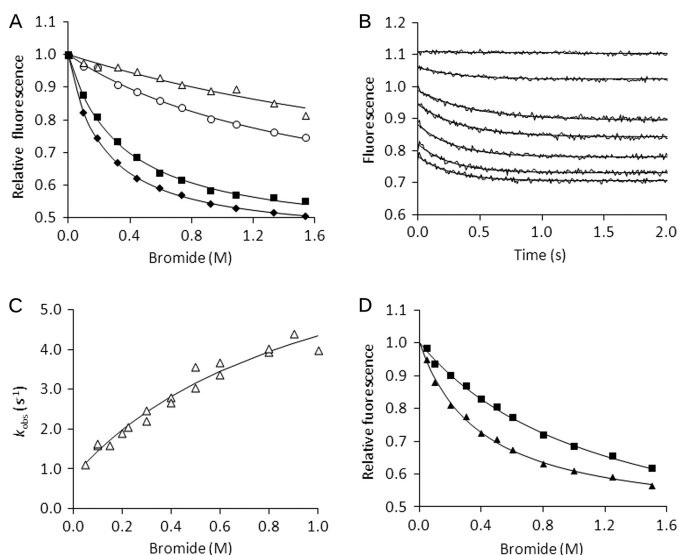 A
1.1
1.0
0.9
0.8
0.7
0.6
0.5
Relative fluorescence
0.0 0.4 0.8 1.2 1.6
Bromide (M)
B
1.2
1.1
1.0
0.9
0.8
0.7
0.6
Fluorescence
0.0 0.5 1.0 1.5 2.0
Time (s)
C
5.0
4.0
3.0
2.0
1.0
0.0
kobs (s-1)
0.0 0.2 0.4 0.6 0.8 1.0
Bromide (M)
D
1.1
1.0
0.9
0.8
0.7
0.6
0.5
Relative fluorescence
0.0 0.4 0.8 1.2 1.6
Bromide (M)